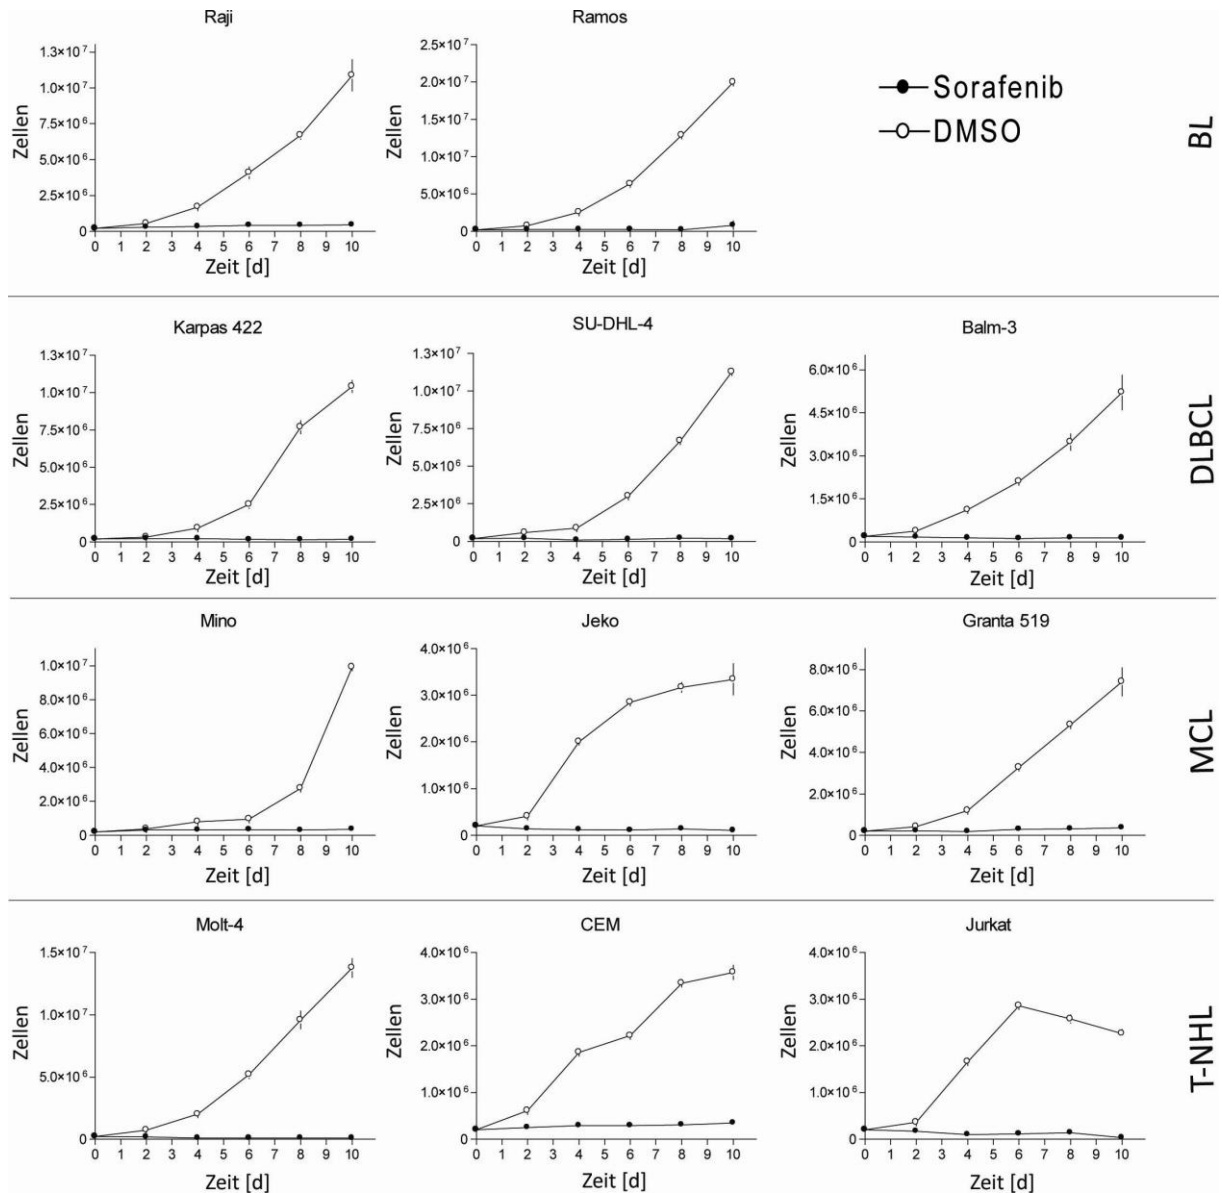 Raji
Zellen
1.3×10⁷
1.0×10⁷
7.5×10⁶
5.0×10⁶
2.5×10⁶
0
0 1 2 3 4 5 6 7 8 9 10
Zeit [d]
Ramos
Zellen
2.5×10⁷
2.0×10⁷
1.5×10⁷
1.0×10⁷
5.0×10⁶
0
0 1 2 3 4 5 6 7 8 9 10
Zeit [d]
Sorafenib
DMSO
BL
Karpas 422
Zellen
1.3×10⁷
1.0×10⁷
7.5×10⁶
5.0×10⁶
2.5×10⁶
0
0 1 2 3 4 5 6 7 8 9 10
Zeit [d]
SU-DHL-4
Zellen
1.3×10⁷
1.0×10⁷
7.5×10⁶
5.0×10⁶
2.5×10⁶
0
0 1 2 3 4 5 6 7 8 9 10
Zeit [d]
Balm-3
Zellen
6.0×10⁶
4.5×10⁶
3.0×10⁶
1.5×10⁶
0
0 1 2 3 4 5 6 7 8 9 10
Zeit [d]
DLBCL
Mino
Zellen
1.0×10⁷
8.0×10⁶
6.0×10⁶
4.0×10⁶
2.0×10⁶
0
0 1 2 3 4 5 6 7 8 9 10
Zeit [d]
Jeko
Zellen
4.0×10⁶
3.0×10⁶
2.0×10⁶
1.0×10⁶
0
0 1 2 3 4 5 6 7 8 9 10
Zeit [d]
Granta 519
Zellen
8.0×10⁶
6.0×10⁶
4.0×10⁶
2.0×10⁶
0
0 1 2 3 4 5 6 7 8 9 10
Zeit [d]
MCL
Molt-4
Zellen
1.5×10⁷
1.0×10⁷
5.0×10⁶
0
0 1 2 3 4 5 6 7 8 9 10
Zeit [d]
CEM
Zellen
4.0×10⁶
3.0×10⁶
2.0×10⁶
1.0×10⁶
0
0 1 2 3 4 5 6 7 8 9 10
Zeit [d]
Jurkat
Zellen
4.0×10⁶
3.0×10⁶
2.0×10⁶
1.0×10⁶
0
0 1 2 3 4 5 6 7 8 9 10
Zeit [d]
T-NHL